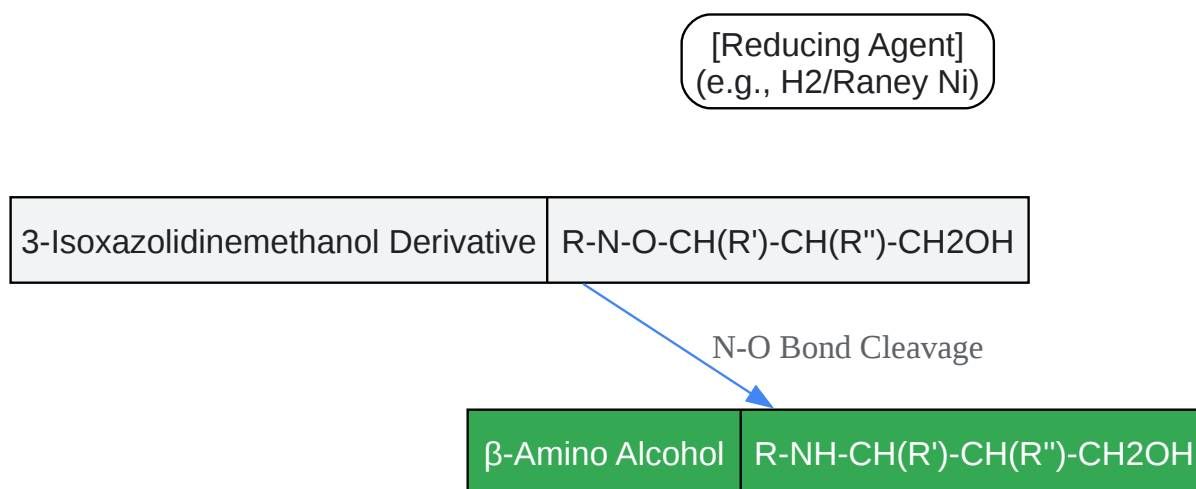 [Reducing Agent]
(e.g., H2/Raney Ni)
3-Isoxazolidinemethanol Derivative
R-N-O-CH(R')-CH(R'')-CH2OH
N-O Bond Cleavage
β-Amino Alcohol
R-NH-CH(R')-CH(R'')-CH2OH